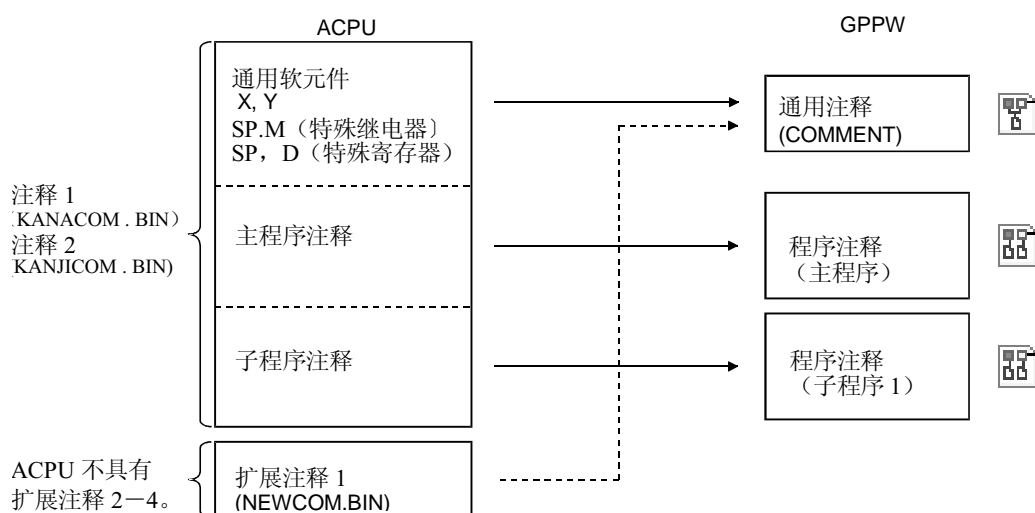 ACPU
GPPW
通用软元件
X, Y
SP.M（特殊继电器〕
SP，D（特殊寄存器）
通用注释
(COMMENT)
注释 1
（KANACOM . BIN）
注释 2
(KANJICOM . BIN)
主程序注释
程序注释
（主程序）
子程序注释
程序注释
（子程序 1）
ACPU 不具有
扩展注释 2－4。
扩展注释 1
(NEWCOM.BIN)